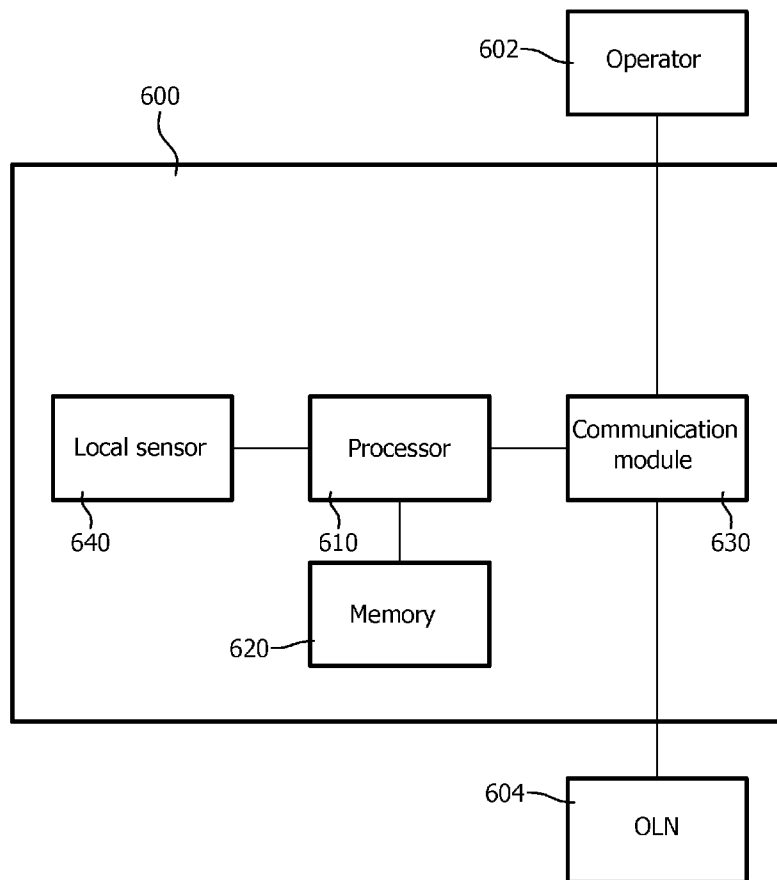 602
Operator
600
Local sensor
Processor
Communication
module
640
610
630
Memory
620
604
OLN